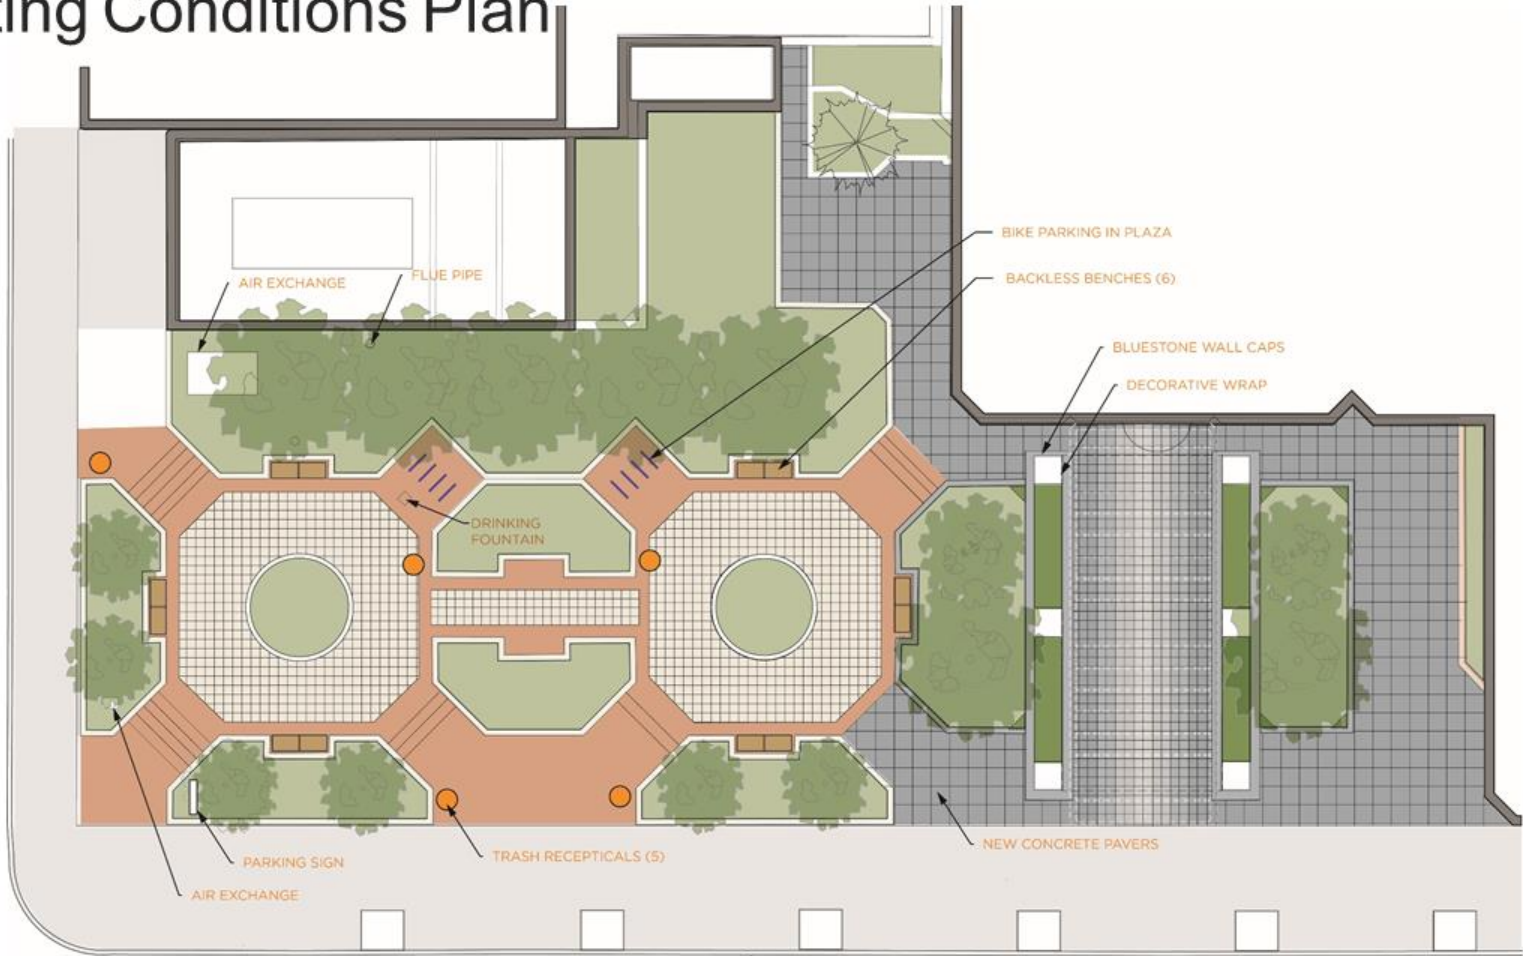 ting Conditions Plan
BIKE PARKING IN PLAZA
BACKLESS BENCHES (6)
AIR EXCHANGE
FLUE PIPE
BLUESTONE WALL CAPS
DECORATIVE WRAP
DRINKING
FOUNTAIN
NEW CONCRETE PAVERS
TRASH RECEPTICALS (5)
PARKING SIGN
AIR EXCHANGE